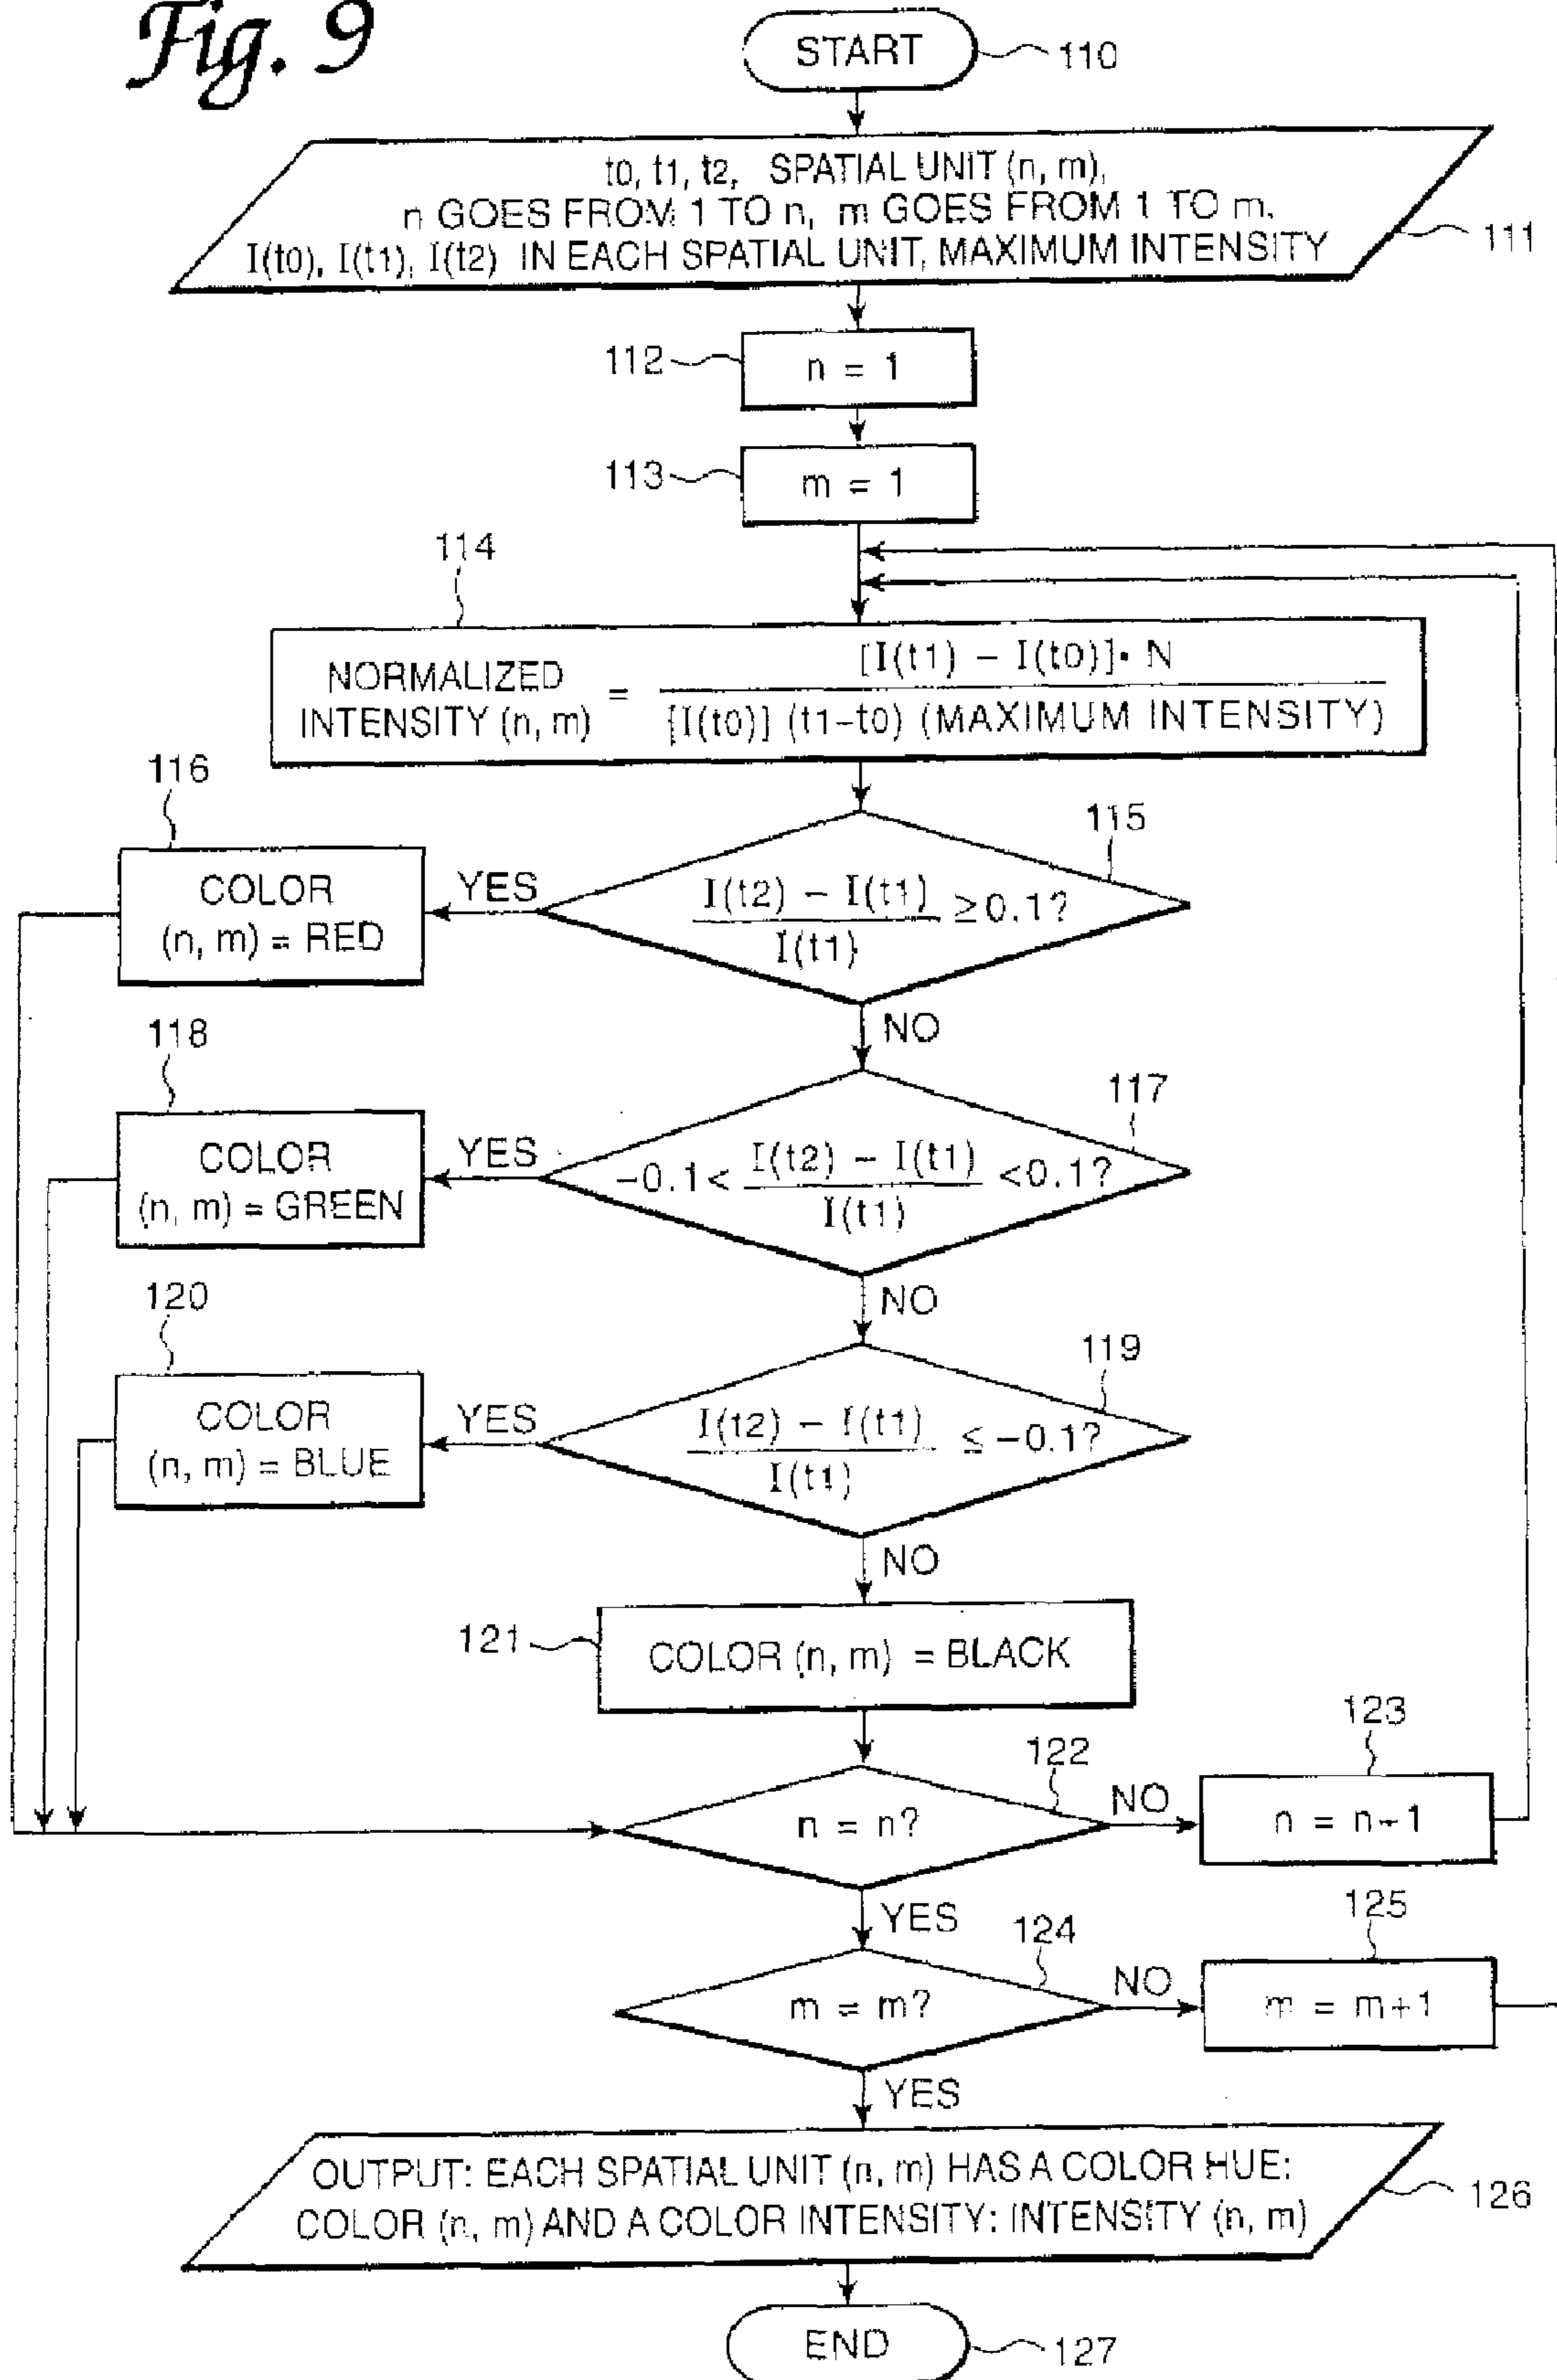 Fig. 9
START
110
t0, t1, t2, SPATIAL UNIT (n, m),
n GOES FROM 1 TO n, m GOES FROM 1 TO m,
I(t0), I(t1), I(t2) IN EACH SPATIAL UNIT, MAXIMUM INTENSITY
111
112
n = 1
113
m = 1
114
NORMALIZED
INTENSITY (n, m)
=
[I(t1) – I(t0)]• N
[I(t0)] (t1-t0) (MAXIMUM INTENSITY)
116
115
COLOR
(n, m) = RED
YES
I(t2) – I(t1)
I(t1)
≥0.1?
NO
118
117
COLOR
(n, m) = GREEN
YES
-0.1<
I(t2) – I(t1)
I(t1)
<0.1?
NO
120
119
COLOR
(n, m) = BLUE
YES
I(t2) – I(t1)
I(t1)
≤ -0.1?
NO
121
COLOR (n, m) = BLACK
122
123
n = n?
NO
n = n+1
YES
124
125
m = m?
NO
m = m+1
YES
OUTPUT: EACH SPATIAL UNIT (n, m) HAS A COLOR HUE:
COLOR (n, m) AND A COLOR INTENSITY: INTENSITY (n, m)
126
END
127